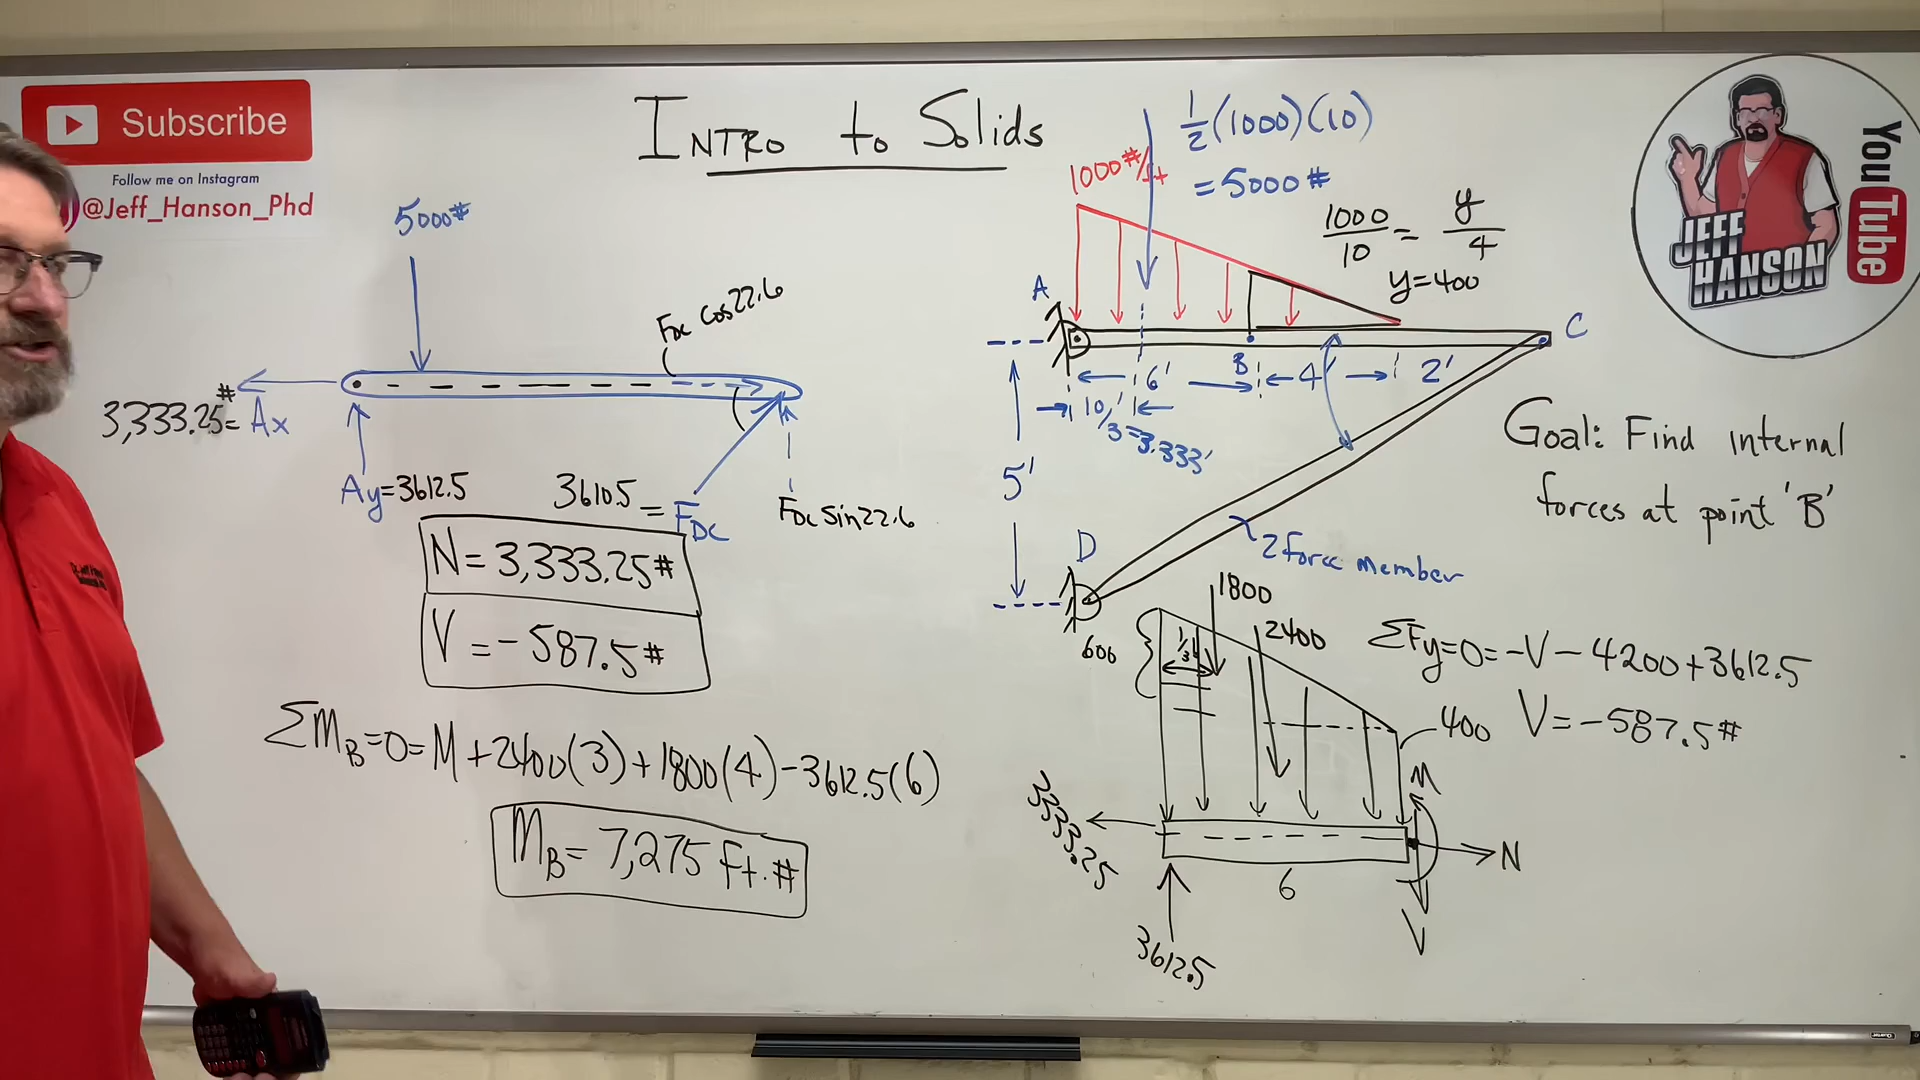 Subscribe
Follow me on Instagram
@Jeff_Hanson_Phd
INTRO to Solids
5000#
3,333.25# = Ax
Ay=3612.5
3610.5 = FDC
FDC cos22.6
FDC sin22.6
N = 3,333.25#
V = -587.5#
ΣMB=0= M +2400(3)+1800(4)-3612.5(6)
MB= 7,275 Ft.#
1/2(1000)(10)
=5000#
1000#/ft
1000/10 = y/4
y=400
A
B
C
6'
4'
2'
10/3'=3.333'
5'
D
2 force member
Goal: Find internal
forces at point 'B'
600
1/3
1800
2400
400
ΣFy=0=-V-4200+3612.5
V=-587.5#
M
3333.25
N
6
V
3612.5
YouTube
JEFF
HANSON